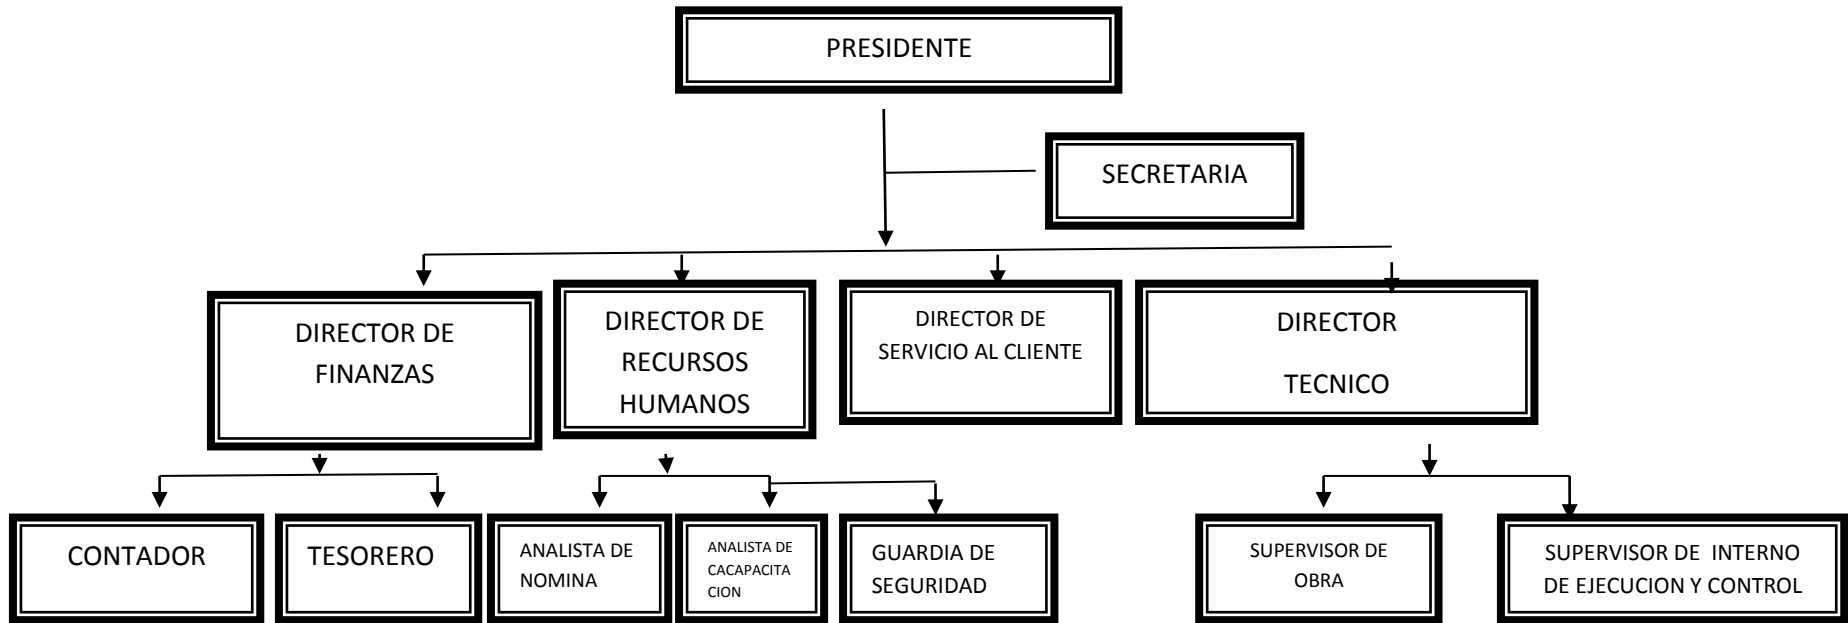 PRESIDENTE
SECRETARIA
DIRECTOR DE
FINANZAS
DIRECTOR DE
RECURSOS
HUMANOS
DIRECTOR DE
SERVICIO AL CLIENTE
DIRECTOR
TECNICO
CONTADOR
TESORERO
ANALISTA DE
NOMINA
ANALISTA DE
CACAPACITA
CION
GUARDIA DE
SEGURIDAD
SUPERVISOR DE
OBRA
SUPERVISOR DE INTERNO
DE EJECUCION Y CONTROL